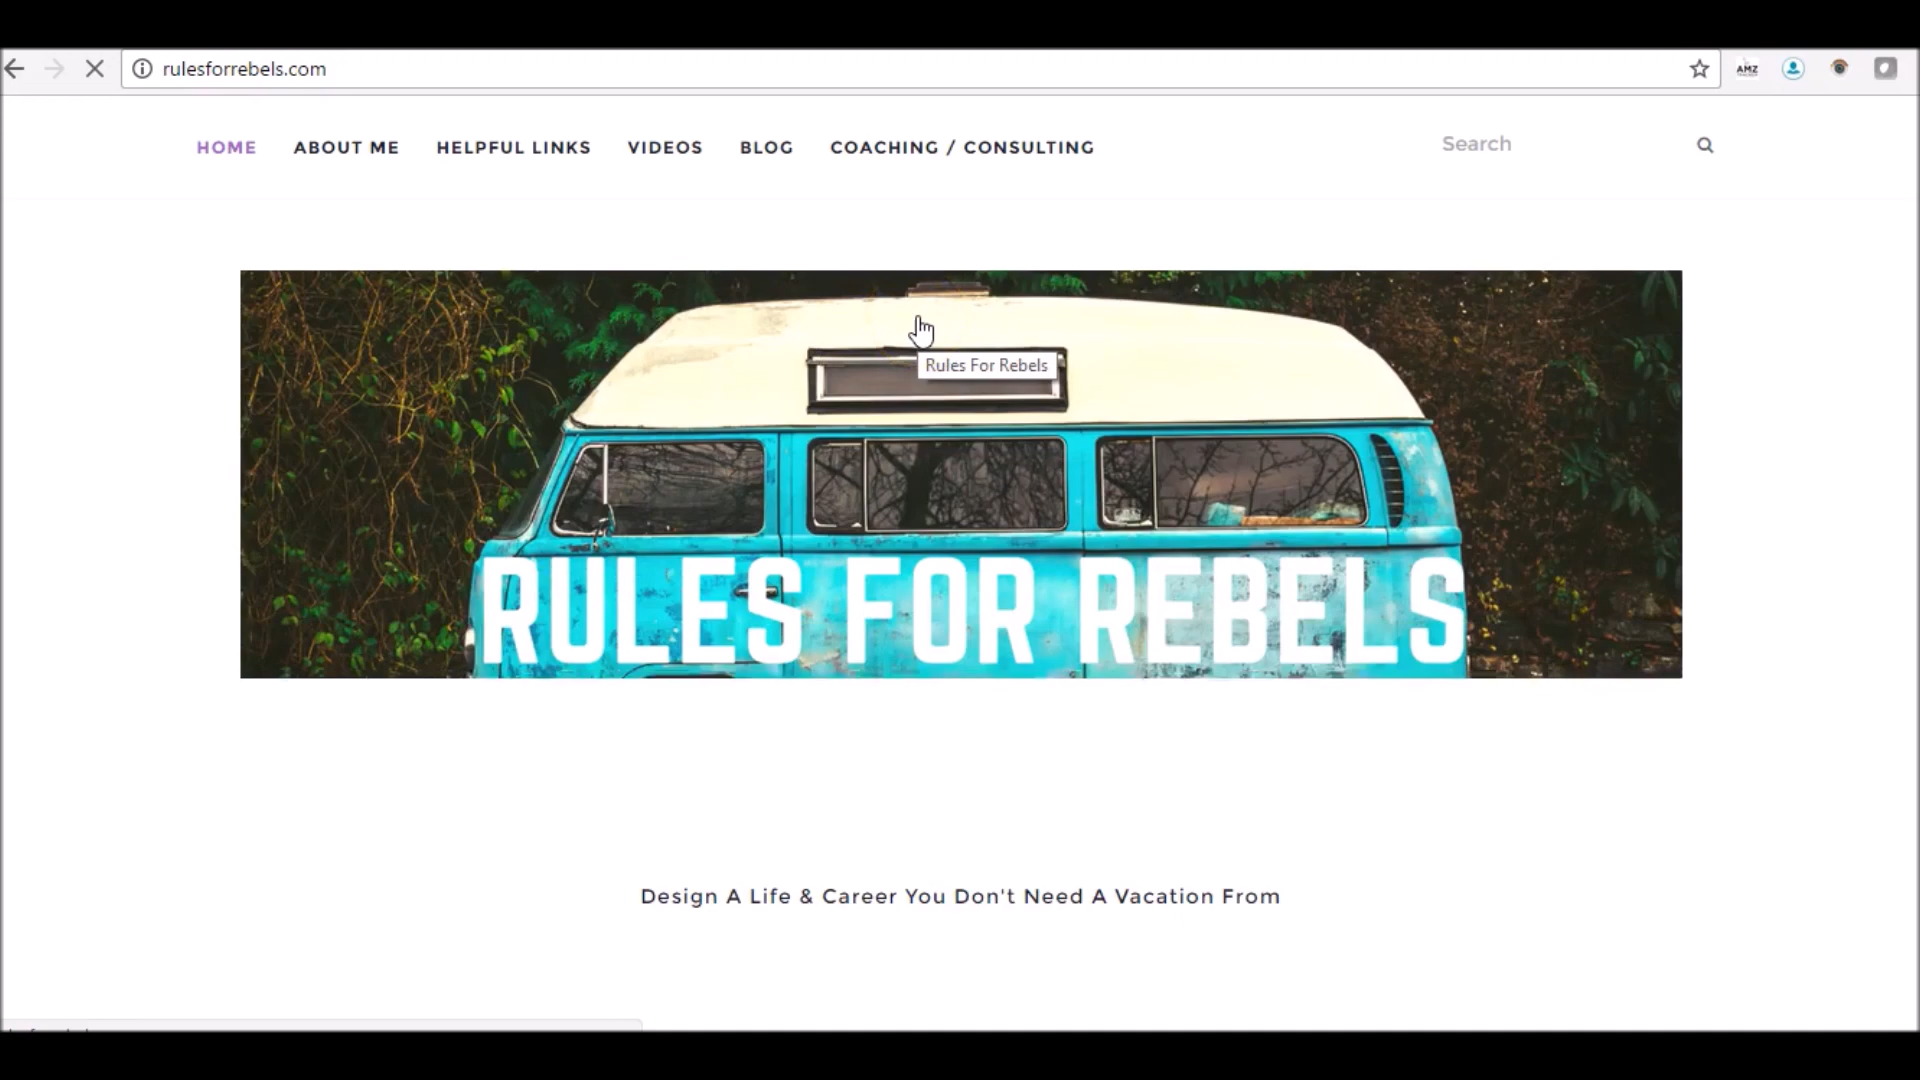 rulesforrebels.com
AMZ
HOME ABOUT ME HELPFUL LINKS VIDEOS BLOG COACHING / CONSULTING
Search
Rules For Rebels
RULES FOR REBELS
Design A Life & Career You Don't Need A Vacation From